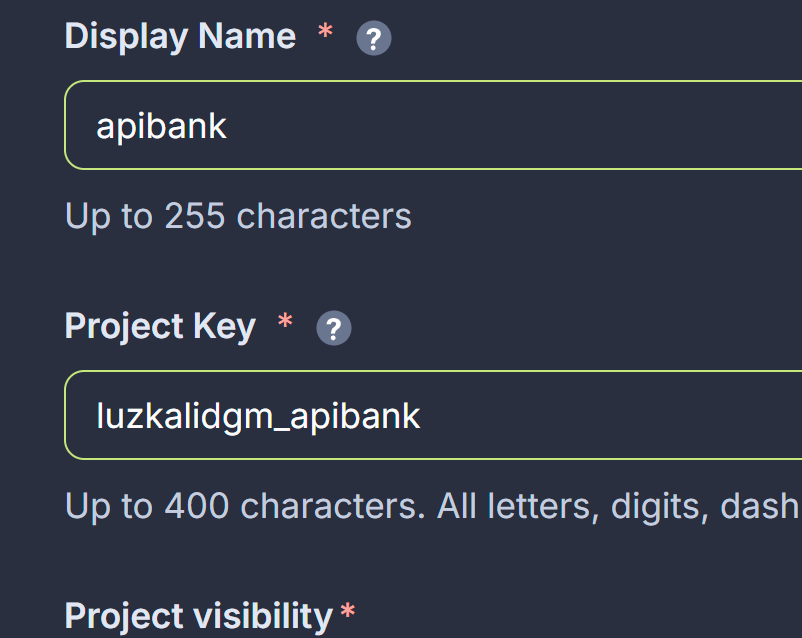 Display Name * ?
apibank
Up to 255 characters
Project Key * ?
luzkalidgm_apibank
Up to 400 characters. All letters, digits, dash
Project visibility *